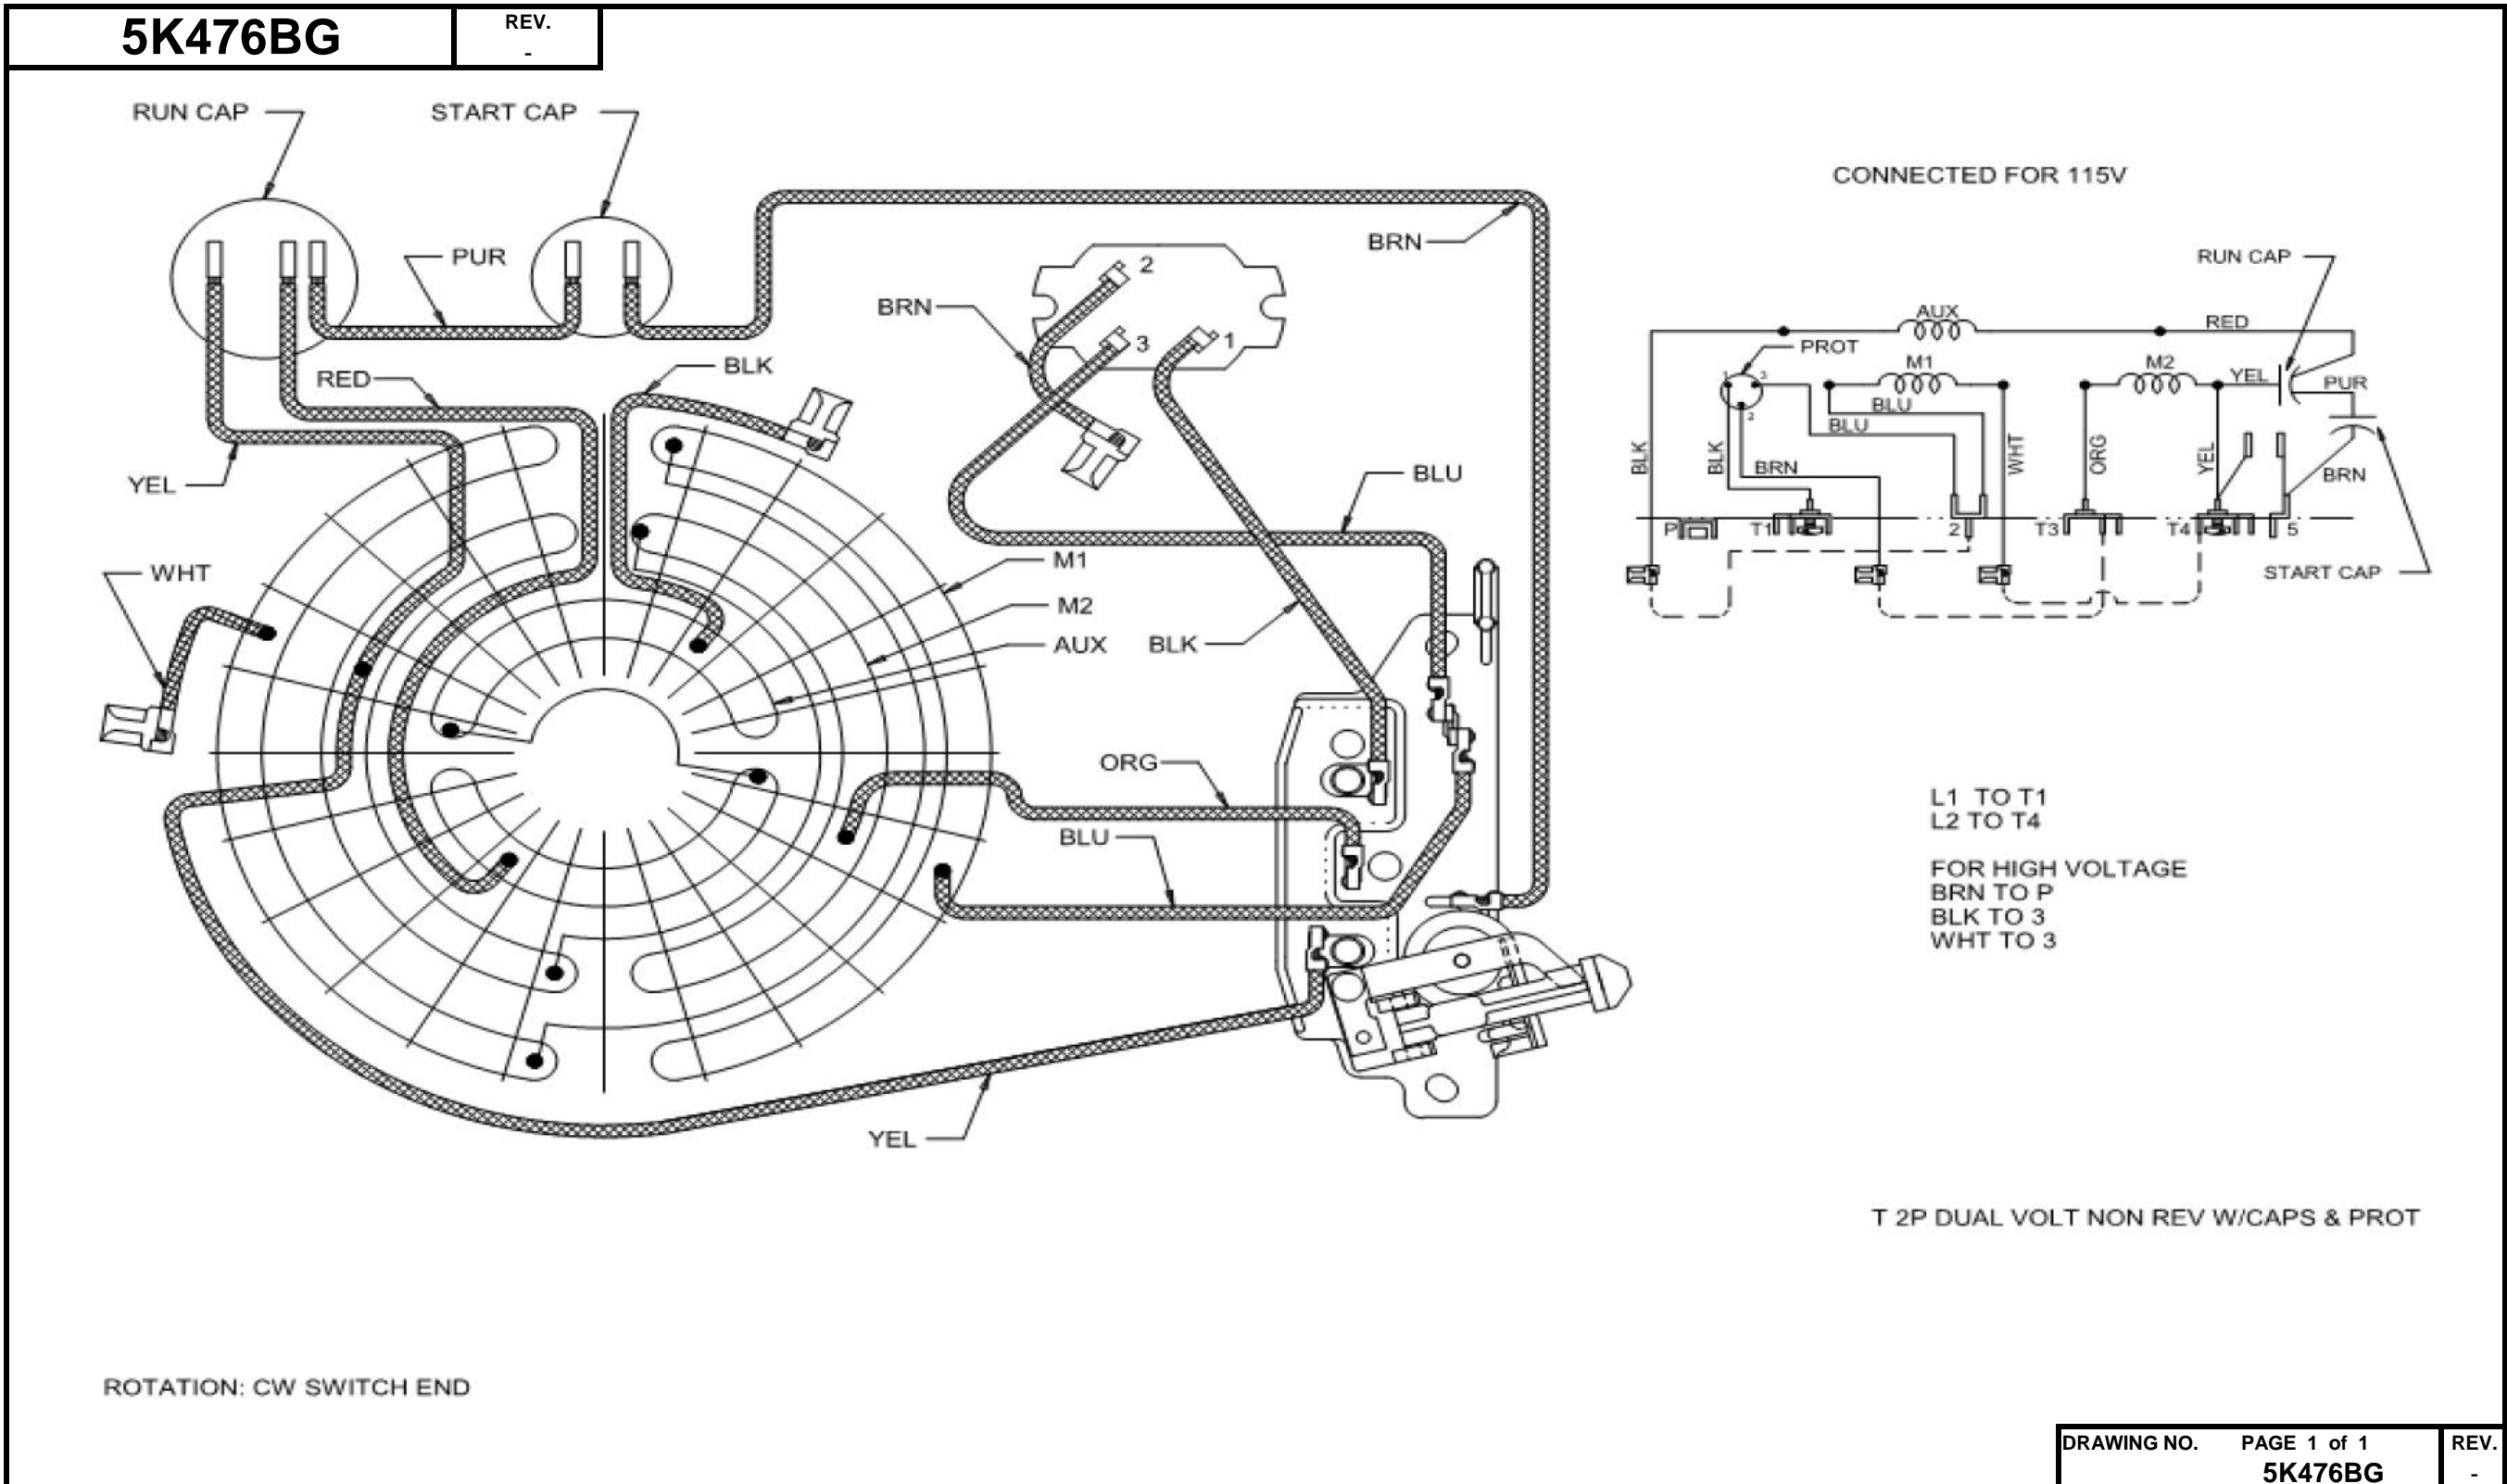 5K476BG
REV.
-
RUN CAP
START CAP
PUR
BRN
BRN
2
3
1
RED
BLK
YEL
BLU
WHT
M1
M2
AUX
BLK
ORG
BLU
YEL
CONNECTED FOR 115V
RUN CAP
AUX
RED
PROT
M1
M2
YEL
PUR
1
3
2
BLU
BLU
BLK
BLK
BRN
WHT
ORG
YEL
BRN
P
T1
2
T3
T4
5
START CAP
L1 TO T1
L2 TO T4
FOR HIGH VOLTAGE
BRN TO P
BLK TO 3
WHT TO 3
T 2P DUAL VOLT NON REV W/CAPS & PROT
ROTATION: CW SWITCH END
DRAWING NO. PAGE 1 of 1 REV.
5K476BG -